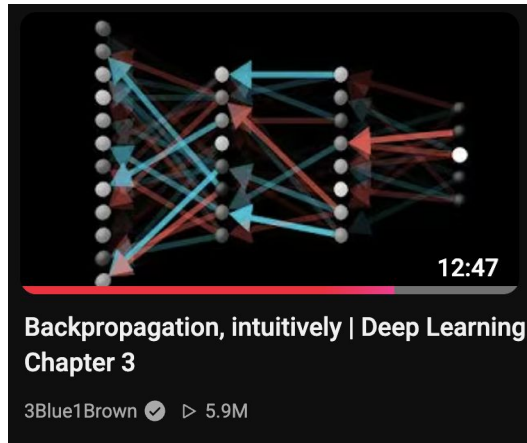 12:47
Backpropagation, intuitively | Deep Learning
Chapter 3
3Blue1Brown 5.9M